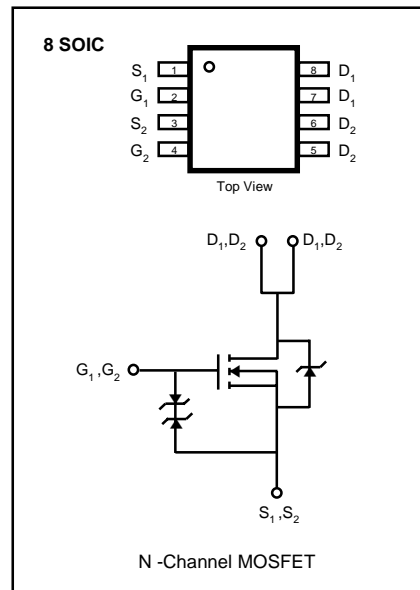 8 SOIC
S1 1 8 D1
G1 2 7 D1
S2 3 6 D2
G2 4 5 D2
Top View
D1,D2 D1,D2
G1,G2
S1,S2
N -Channel MOSFET